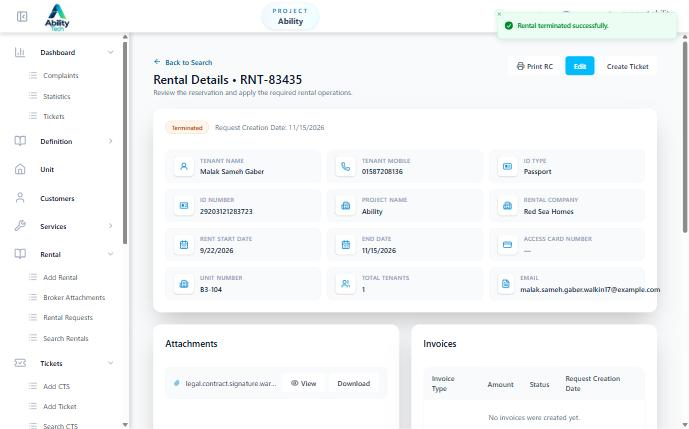 Ability
Tech
PROJECT
Ability
Rental terminated successfully.
Dashboard
Complaints
Statistics
Tickets
Definition
Unit
Customers
Services
Rental
Add Rental
Broker Attachments
Rental Requests
Search Rentals
Tickets
Add CTS
Add Ticket
Search CTS
Back to Search
Rental Details • RNT-83435
Review the reservation and apply the required rental operations.
Print RC
Edit
Create Ticket
Terminated
Request Creation Date: 11/15/2026
TENANT NAME
Malak Sameh Gaber
TENANT MOBILE
01587208136
ID TYPE
Passport
ID NUMBER
29203121283723
PROJECT NAME
Ability
RENTAL COMPANY
Red Sea Homes
RENT START DATE
9/22/2026
END DATE
11/15/2026
ACCESS CARD NUMBER
—
UNIT NUMBER
B3-104
TOTAL TENANTS
1
EMAIL
malak.sameh.gaber.walkin17@example.com
Attachments
legal.contract.signature.war...
View
Download
Invoices
Invoice Type
Amount
Status
Request Creation Date
No invoices were created yet.